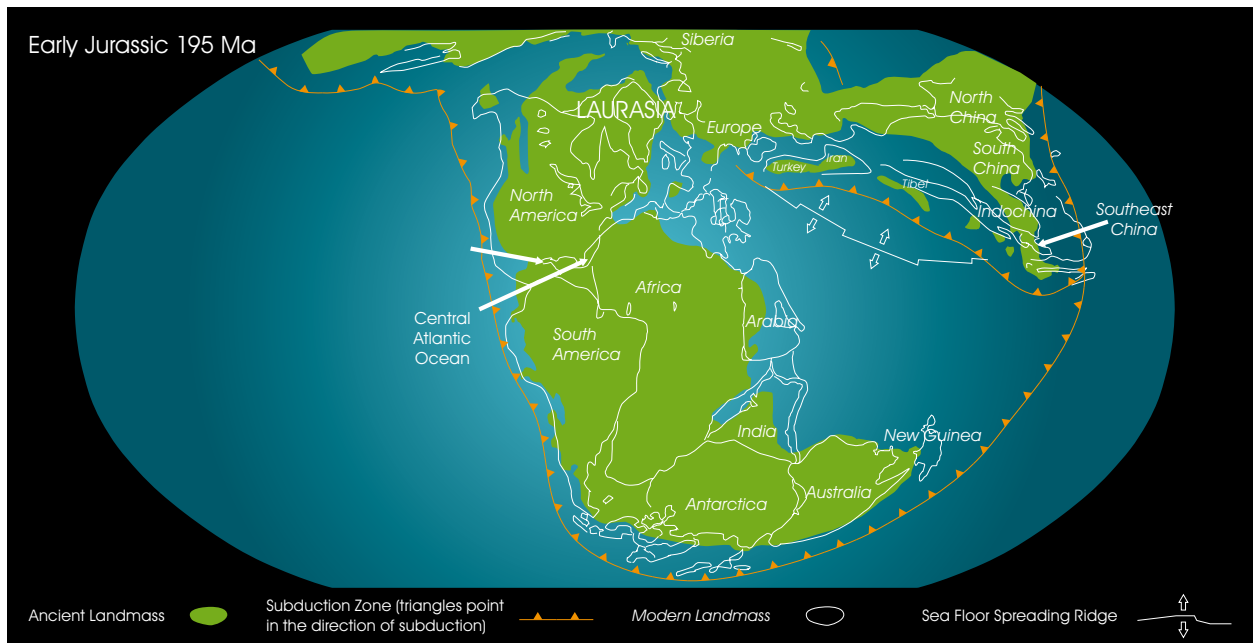 Early Jurassic 195 Ma
Siberia
LAURASIA
Europe
North
China
South
China
Turkey
Iran
Tibet
North
America
Indochina
Southeast
China
Africa
Central
Atlantic
Ocean
South
America
Arabia
India
New Guinea
Antarctica
Australia
Ancient Landmass
Subduction Zone (triangles point
in the direction of subduction)
Modern Landmass
Sea Floor Spreading Ridge